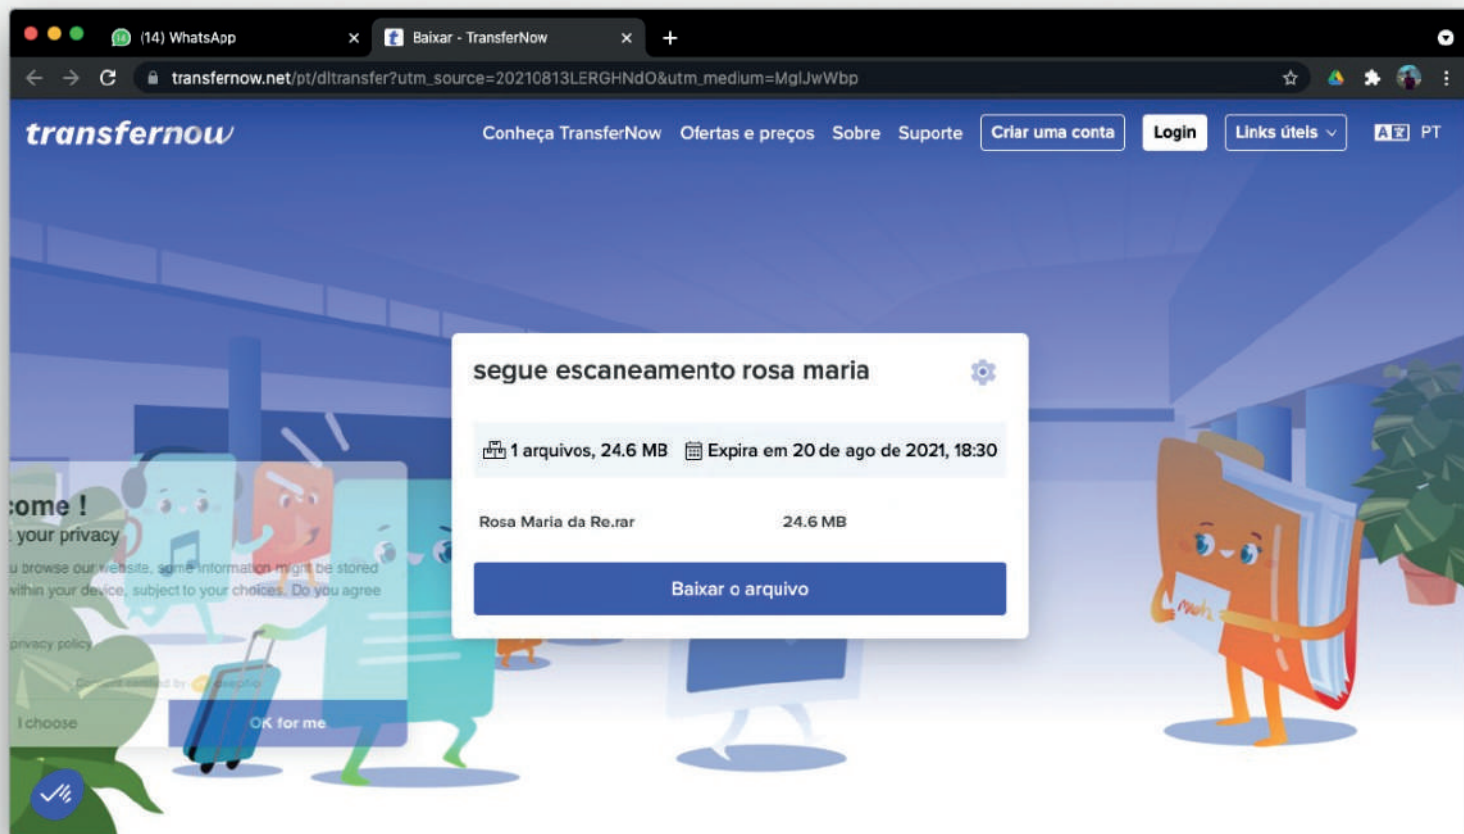 (14) WhatsApp
Baixar - TransferNow
transfernow.net/pt/dltransfer?utm_source=20210813LERGHNdO&utm_medium=MglJwWbp
transfernow
Conheça TransferNow Ofertas e preços Sobre Suporte Criar uma conta Login Links úteis PT
segue escaneamento rosa maria
1 arquivos, 24.6 MB Expira em 20 de ago de 2021, 18:30
Rosa Maria da Re.rar 24.6 MB
Baixar o arquivo
come !
your privacy
u browse our website, some information might be stored
within your device, subject to your choices. Do you agree
privacy policy
by
I choose
OK for me